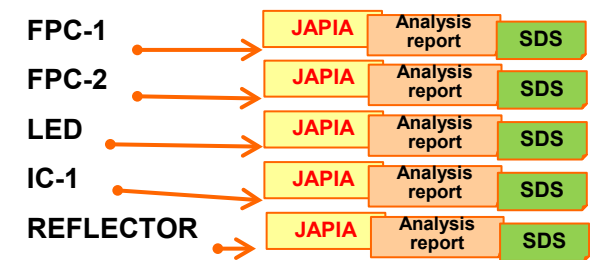 FPC-1 JAPIA Analysis report SDS
FPC-2 JAPIA Analysis report SDS
LED JAPIA Analysis report SDS
IC-1 JAPIA Analysis report SDS
REFLECTOR JAPIA Analysis report SDS